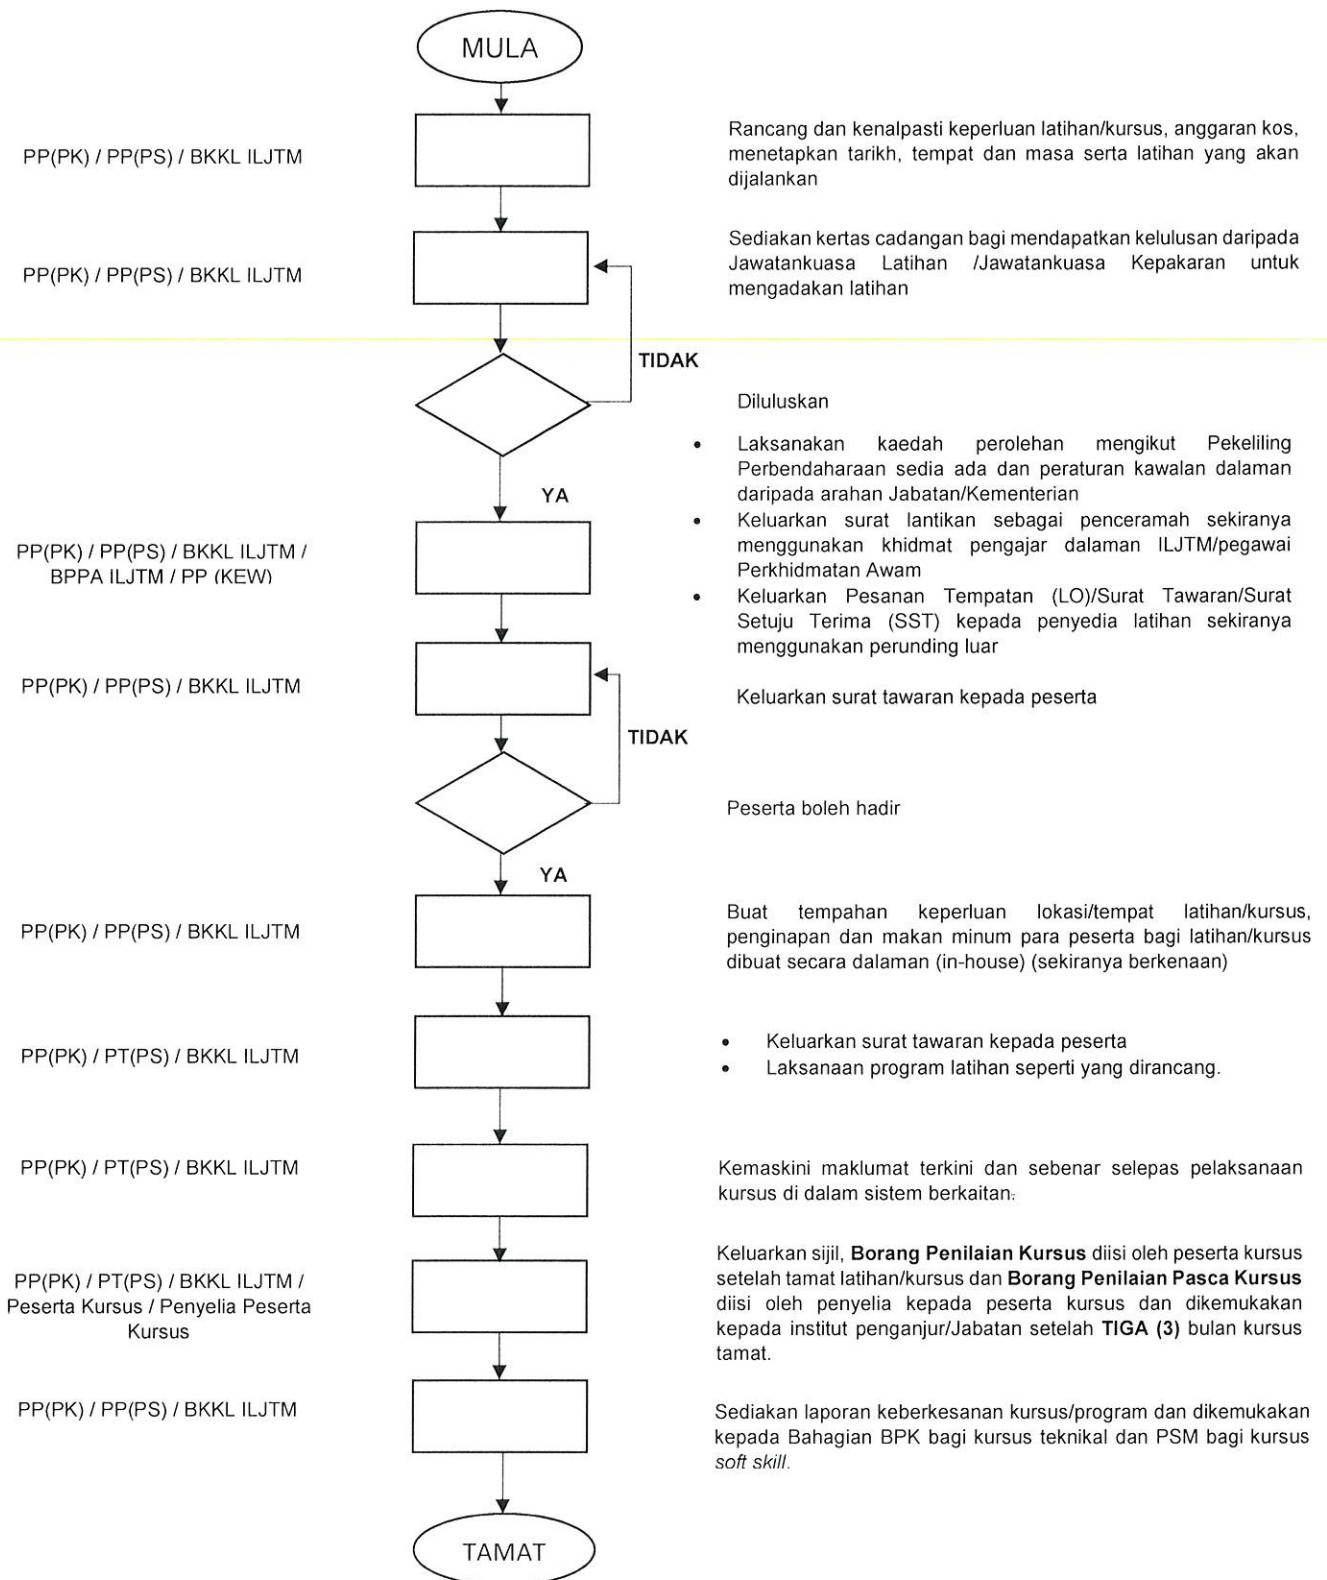 MULA
PP(PK) / PP(PS) / BKKL ILJTM
Rancang dan kenalpasti keperluan latihan/kursus, anggaran kos,
menetapkan tarikh, tempat dan masa serta latihan yang akan
dijalankan
PP(PK) / PP(PS) / BKKL ILJTM
Sediakan kertas cadangan bagi mendapatkan kelulusan daripada
Jawatankuasa Latihan /Jawatankuasa Kepakaran untuk
mengadakan latihan
TIDAK
Diluluskan
YA
PP(PK) / PP(PS) / BKKL ILJTM /
BPPA ILJTM / PP (KEW)
• Laksanakan kaedah perolehan mengikut Pekeliling
Perbendaharaan sedia ada dan peraturan kawalan dalaman
daripada arahan Jabatan/Kementerian
• Keluarkan surat lantikan sebagai penceramah sekiranya
menggunakan khidmat pengajar dalaman ILJTM/pegawai
Perkhidmatan Awam
• Keluarkan Pesanan Tempatan (LO)/Surat Tawaran/Surat
Setuju Terima (SST) kepada penyedia latihan sekiranya
menggunakan perunding luar
PP(PK) / PP(PS) / BKKL ILJTM
Keluarkan surat tawaran kepada peserta
TIDAK
Peserta boleh hadir
YA
PP(PK) / PP(PS) / BKKL ILJTM
Buat tempahan keperluan lokasi/tempat latihan/kursus,
penginapan dan makan minum para peserta bagi latihan/kursus
dibuat secara dalaman (in-house) (sekiranya berkenaan)
PP(PK) / PT(PS) / BKKL ILJTM
• Keluarkan surat tawaran kepada peserta
• Laksanaan program latihan seperti yang dirancang.
PP(PK) / PT(PS) / BKKL ILJTM
Kemaskini maklumat terkini dan sebenar selepas pelaksanaan
kursus di dalam sistem berkaitan.
PP(PK) / PT(PS) / BKKL ILJTM /
Peserta Kursus / Penyelia Peserta
Kursus
Keluarkan sijil, Borang Penilaian Kursus diisi oleh peserta kursus
setelah tamat latihan/kursus dan Borang Penilaian Pasca Kursus
diisi oleh penyelia kepada peserta kursus dan dikemukakan
kepada institut penganjur/Jabatan setelah TIGA (3) bulan kursus
tamat.
PP(PK) / PP(PS) / BKKL ILJTM
Sediakan laporan keberkesanan kursus/program dan dikemukakan
kepada Bahagian BPK bagi kursus teknikal dan PSM bagi kursus
soft skill.
TAMAT